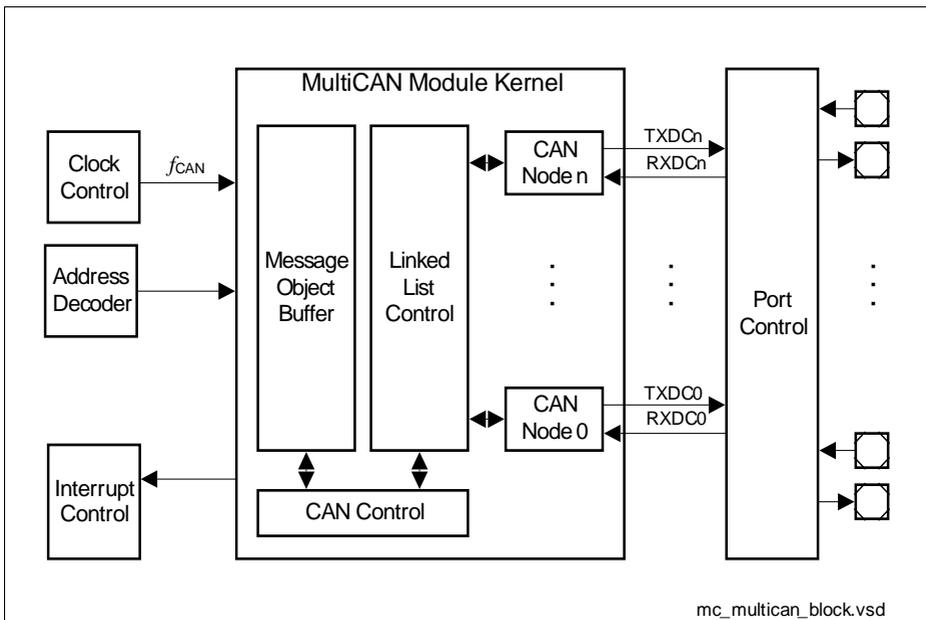 MultiCAN Module Kernel
Clock
Control
fCAN
Address
Decoder
Interrupt
Control
Message
Object
Buffer
Linked
List
Control
CAN Control
CAN
Node n
TXDCn
RXDCn
CAN
Node 0
TXDC0
RXDC0
Port
Control
mc_multican_block.vsd